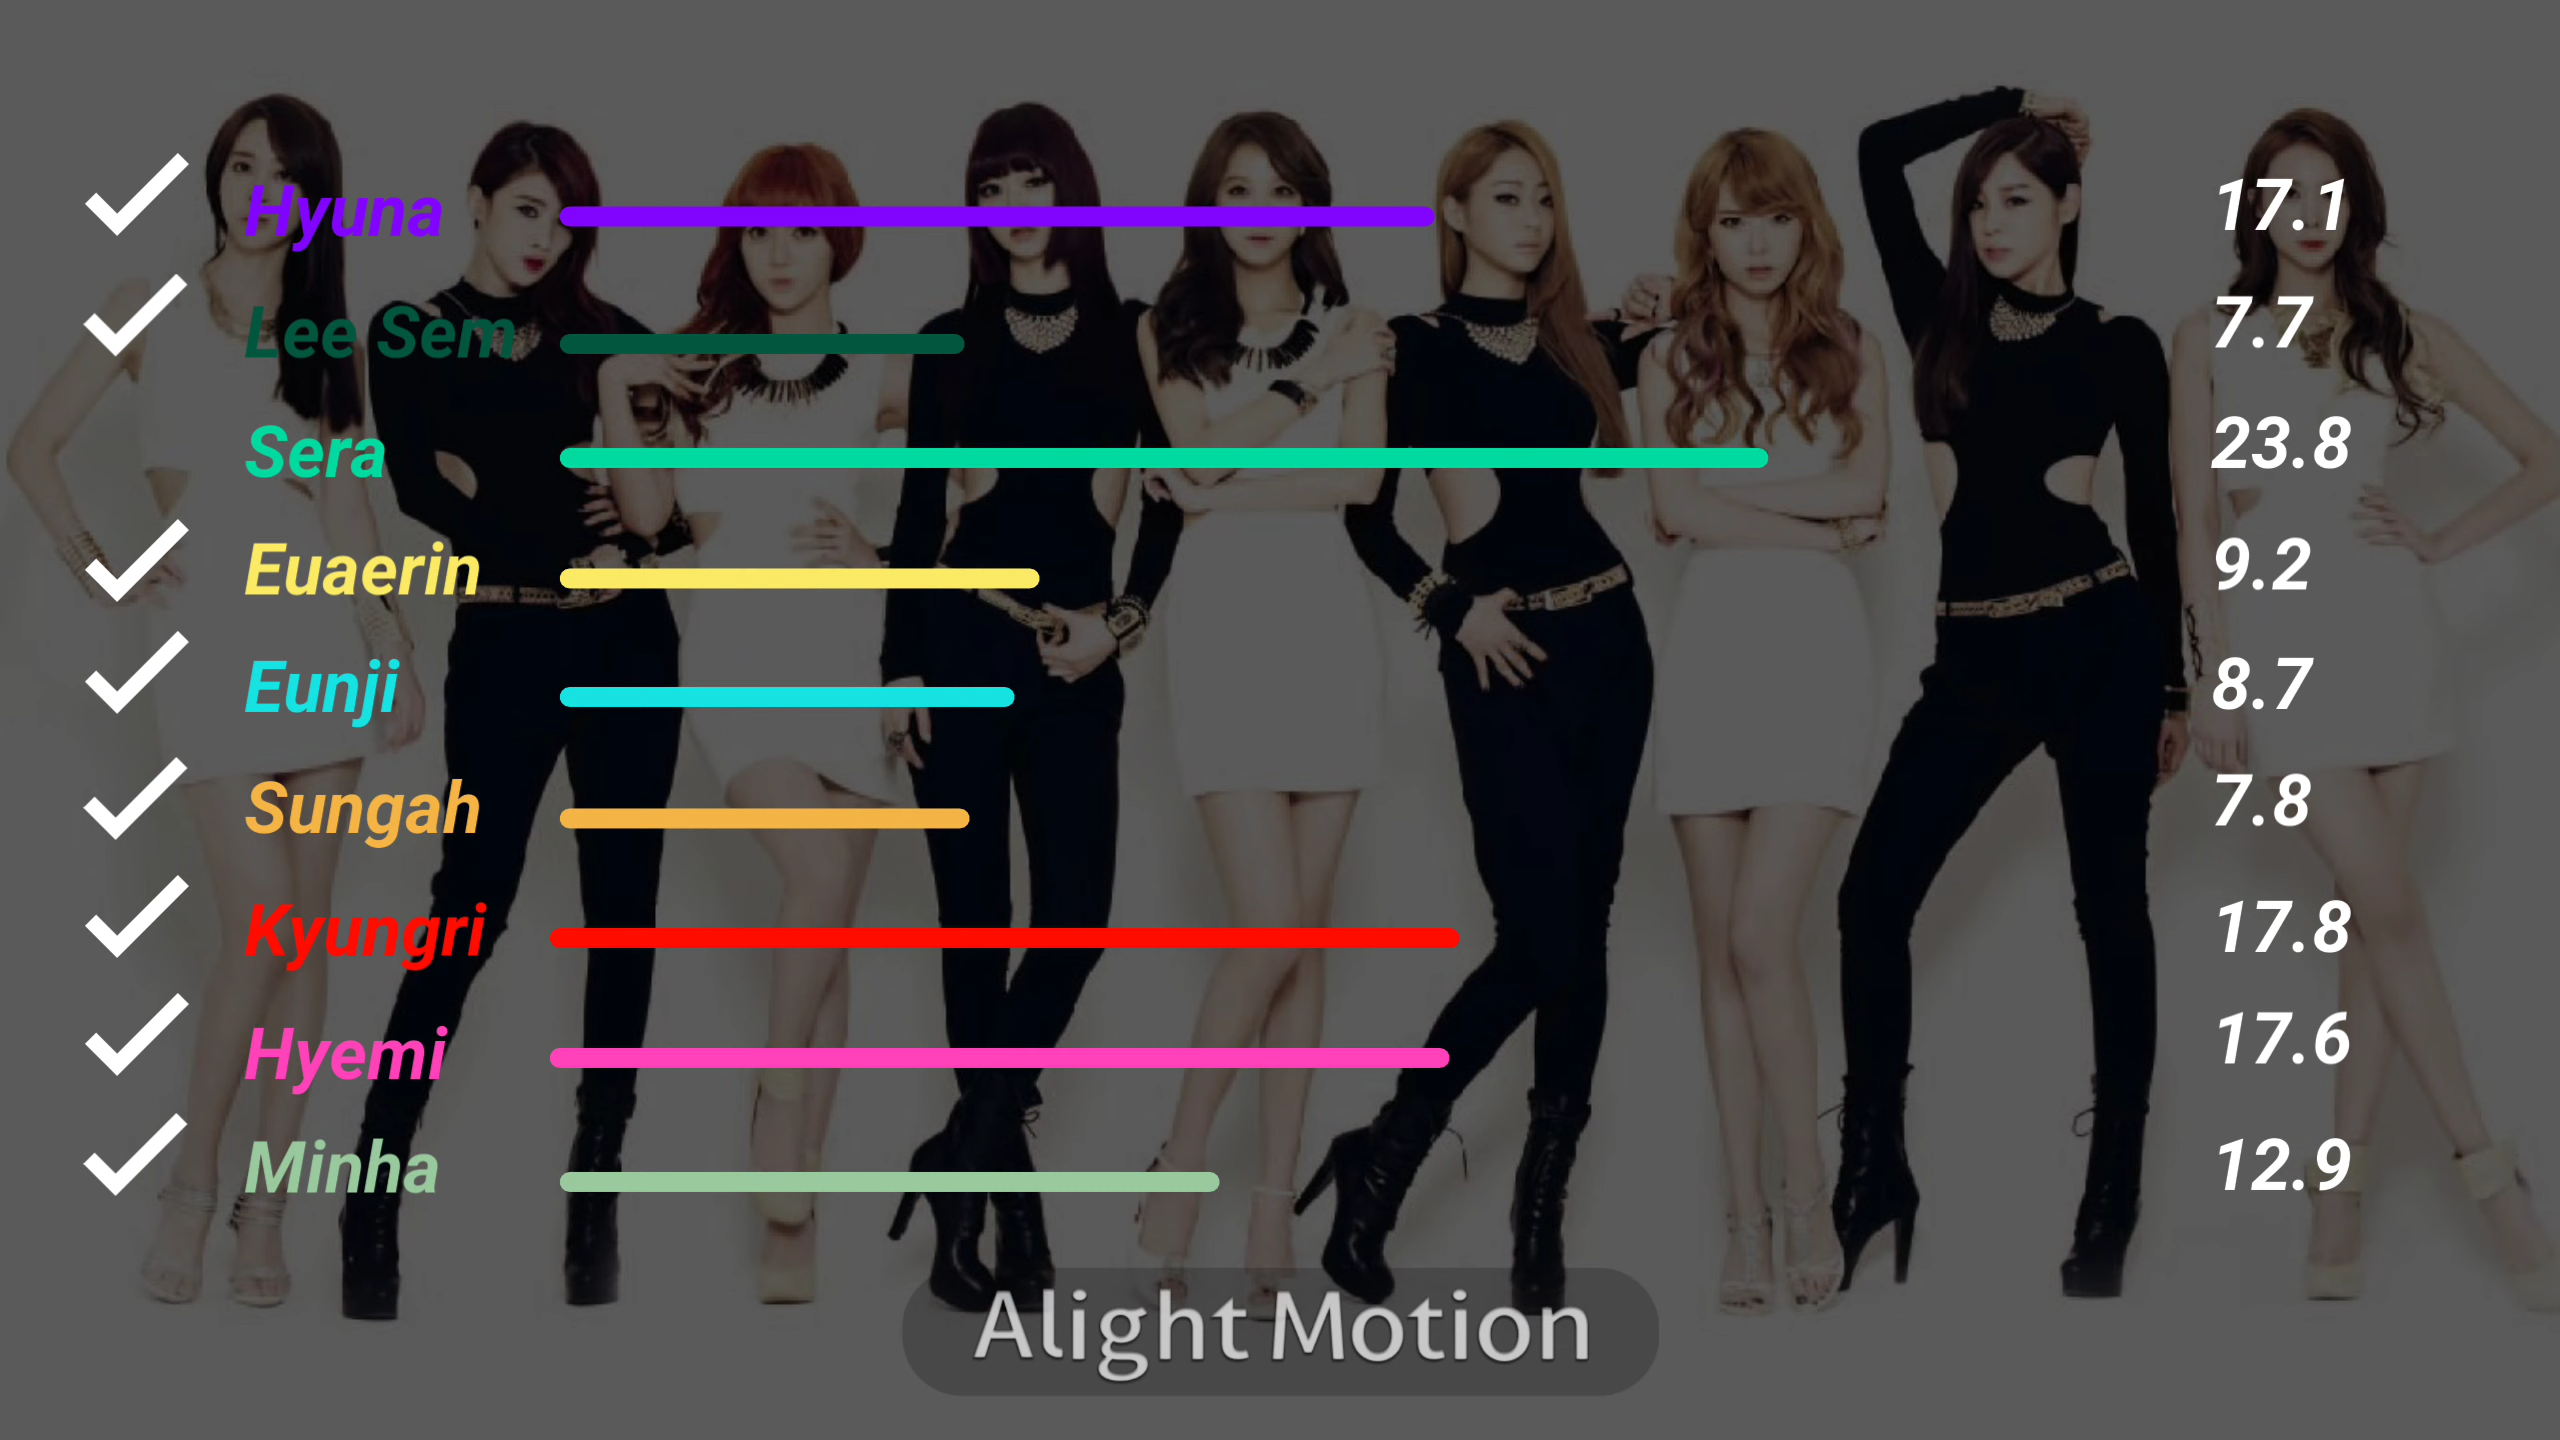 Hyuna 17.1
Lee Sem 7.7
Sera 23.8
Euaerin 9.2
Eunji 8.7
Sungah 7.8
Kyungri 17.8
Hyemi 17.6
Minha 12.9
Alight Motion